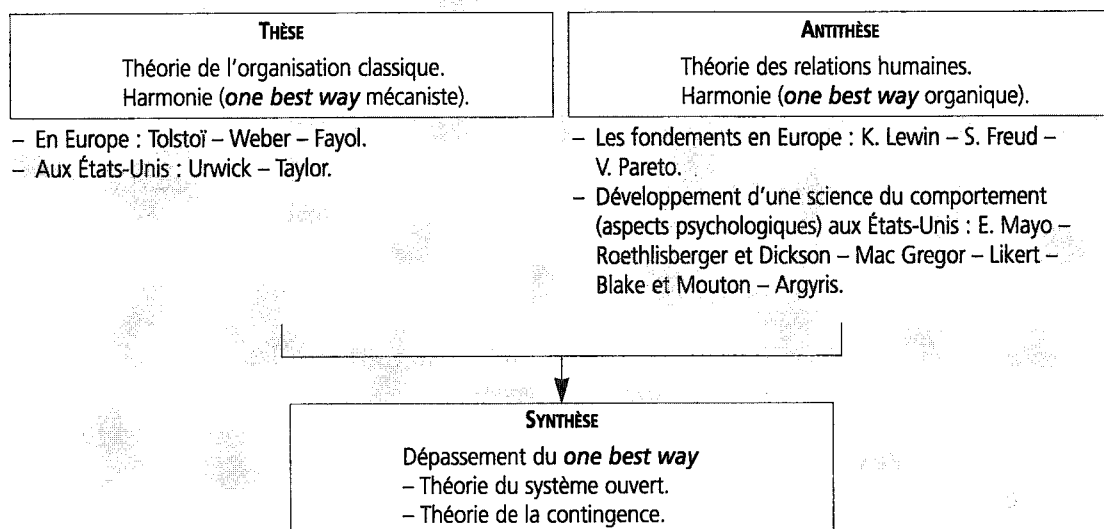 THÈSE
Théorie de l'organisation classique.
Harmonie (one best way mécaniste).
– En Europe : Tolstoï – Weber – Fayol.
– Aux États-Unis : Urwick – Taylor.
ANTITHÈSE
Théorie des relations humaines.
Harmonie (one best way organique).
– Les fondements en Europe : K. Lewin – S. Freud –
V. Pareto.
– Développement d'une science du comportement
(aspects psychologiques) aux États-Unis : E. Mayo –
Roethlisberger et Dickson – Mac Gregor – Likert –
Blake et Mouton – Argyris.
SYNTHÈSE
Dépassement du one best way
– Théorie du système ouvert.
– Théorie de la contingence.